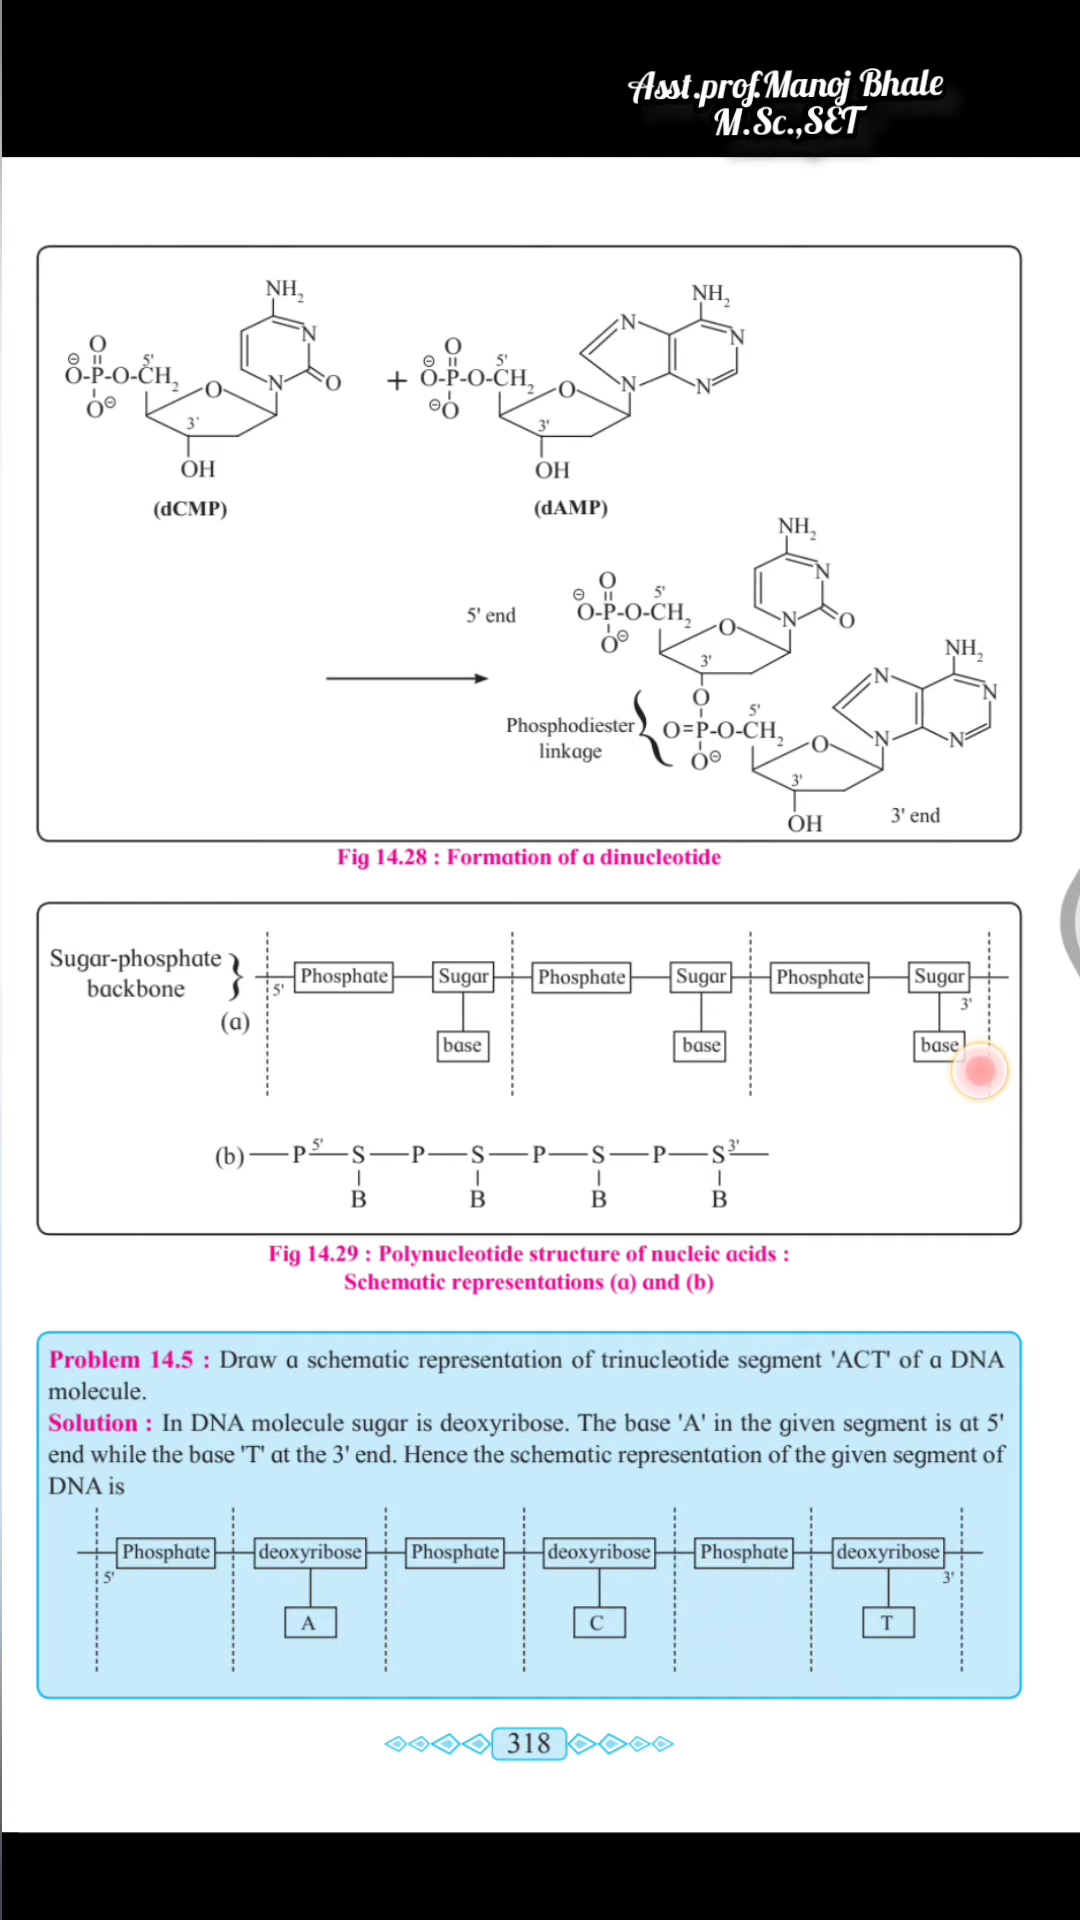 Asst.prof.Manoj Bhale
M.Sc.,SET
NH₂
N
O
⊖ O-P-O-CH₂ 5'
O⊖
O
N
O
3`
OH
(dCMP)
+
NH₂
N
N
O
⊖ O-P-O-CH₂ 5'
⊖O
O
N
N
3'
OH
(dAMP)
NH₂
N
5' end
O
⊖ O-P-O-CH₂ 5'
O⊖
O
N
O
3'
O
Phosphodiester
linkage
O=P-O-CH₂ 5'
O⊖
NH₂
N
N
O
N
N
3'
OH
3' end
Fig 14.28 : Formation of a dinucleotide
Sugar-phosphate
backbone
(a)
5' Phosphate Sugar Phosphate Sugar Phosphate Sugar 3'
base base base
(b) P 5' S P S P S P S 3'
B B B B
Fig 14.29 : Polynucleotide structure of nucleic acids :
Schematic representations (a) and (b)
Problem 14.5 : Draw a schematic representation of trinucleotide segment 'ACT' of a DNA
molecule.
Solution : In DNA molecule sugar is deoxyribose. The base 'A' in the given segment is at 5'
end while the base 'T' at the 3' end. Hence the schematic representation of the given segment of
DNA is
Phosphate deoxyribose Phosphate deoxyribose Phosphate deoxyribose
5' 3'
A C T
318